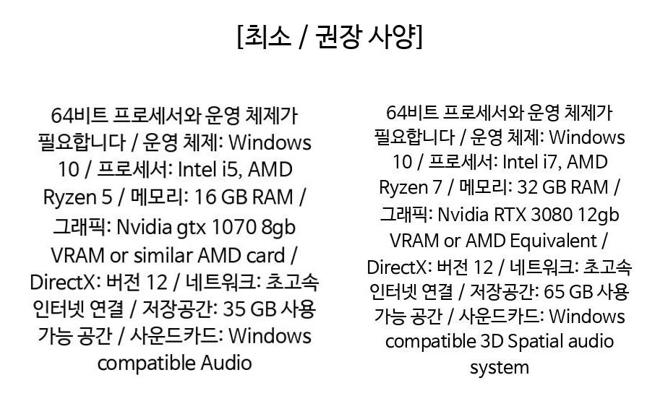 [최소 / 권장 사양]
64비트 프로세서와 운영 체제가
필요합니다 / 운영 체제: Windows
10 / 프로세서: Intel i5, AMD
Ryzen 5 / 메모리: 16 GB RAM /
그래픽: Nvidia gtx 1070 8gb
VRAM or similar AMD card /
DirectX: 버전 12 / 네트워크: 초고속
인터넷 연결 / 저장공간: 35 GB 사용
가능 공간 / 사운드카드: Windows
compatible Audio
64비트 프로세서와 운영 체제가
필요합니다 / 운영 체제: Windows
10 / 프로세서: Intel i7, AMD
Ryzen 7 / 메모리: 32 GB RAM /
그래픽: Nvidia RTX 3080 12gb
VRAM or AMD Equivalent /
DirectX: 버전 12 / 네트워크: 초고속
인터넷 연결 / 저장공간: 65 GB 사용
가능 공간 / 사운드카드: Windows
compatible 3D Spatial audio
system